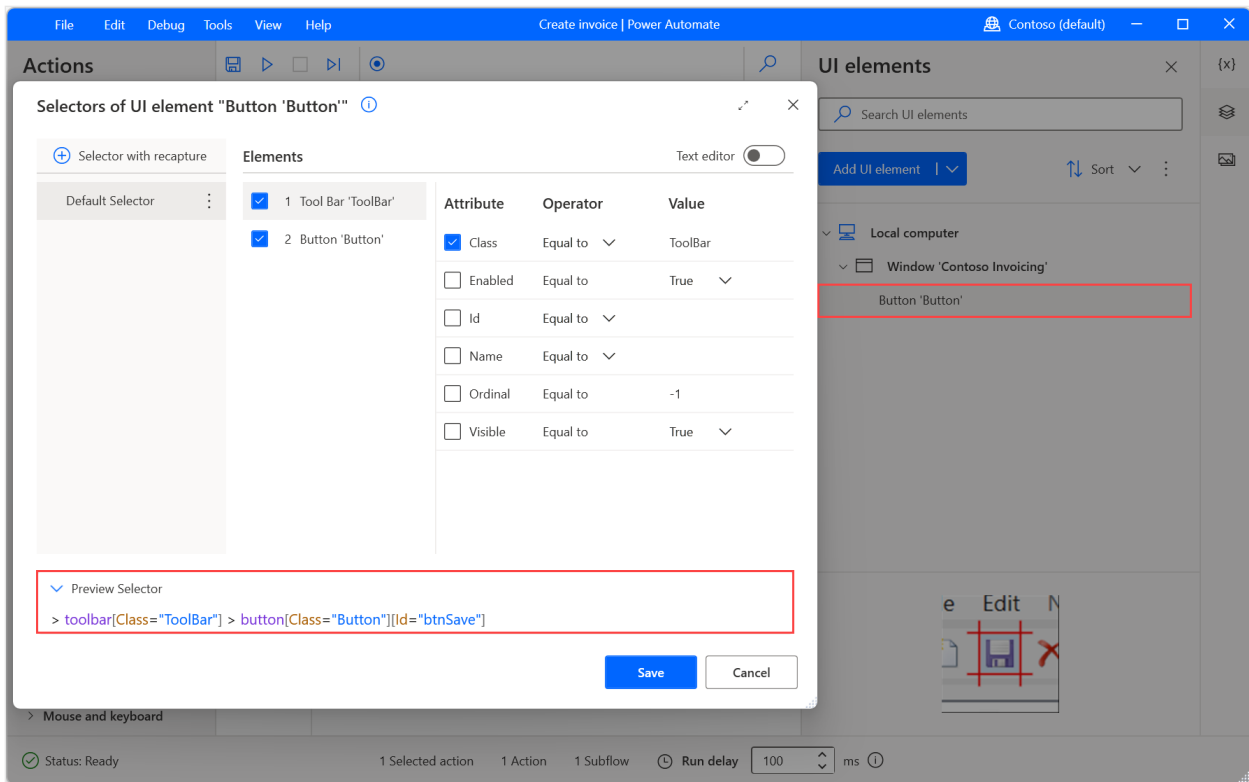 File Edit Debug Tools View Help Create invoice | Power Automate Contoso (default)
Actions
Selectors of UI element "Button 'Button'"
Selector with recapture
Default Selector
Elements
Text editor
1 Tool Bar 'ToolBar'
2 Button 'Button'
Attribute Operator Value
Class Equal to ToolBar
Enabled Equal to True
Id Equal to
Name Equal to
Ordinal Equal to -1
Visible Equal to True
Preview Selector
> toolbar[Class="ToolBar"] > button[Class="Button"][Id="btnSave"]
Save Cancel
Mouse and keyboard
UI elements
{x}
Search UI elements
Add UI element Sort
Local computer
Window 'Contoso Invoicing'
Button 'Button'
e Edit N
Status: Ready 1 Selected action 1 Action 1 Subflow Run delay 100 ms